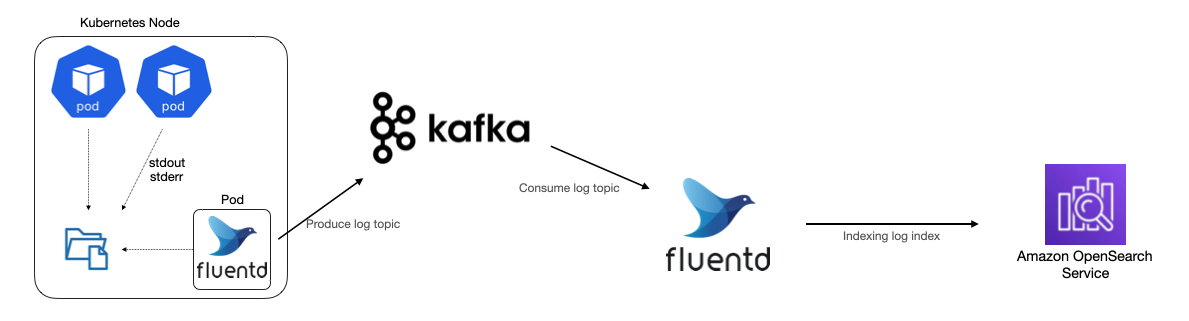 Kubernetes Node
pod
pod
stdout
stderr
Pod
fluentd
Produce log topic
kafka
Consume log topic
fluentd
Indexing log index
Amazon OpenSearch
Service